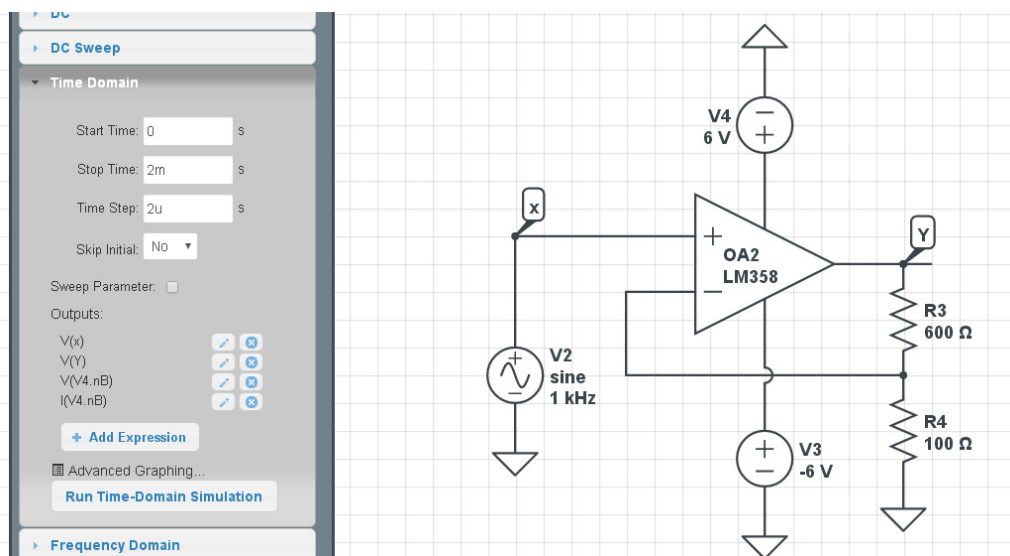 DC
DC Sweep
Time Domain
Start Time: 0 s
Stop Time: 2m s
Time Step: 2u s
Skip Initial: No
Sweep Parameter:
Outputs:
V(x)
V(Y)
V(V4.nB)
I(V4.nB)
+ Add Expression
Advanced Graphing...
Run Time-Domain Simulation
Frequency Domain
V4
6 V
x
Y
OA2
LM358
R3
600 Ω
V2
sine
1 kHz
R4
100 Ω
V3
-6 V